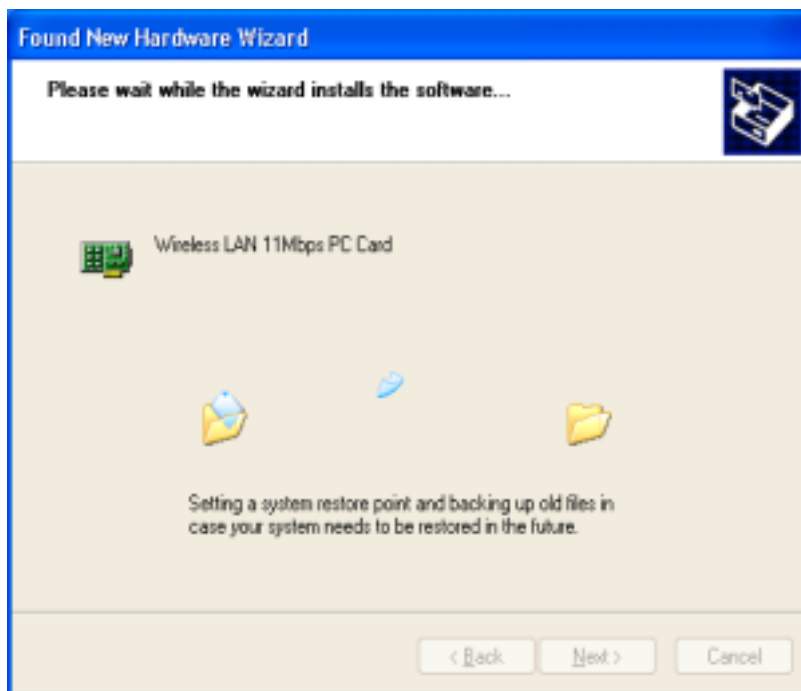 Found New Hardware Wizard
Please wait while the wizard installs the software...
Wireless LAN 11Mbps PC Card
Setting a system restore point and backing up old files in
case your system needs to be restored in the future.
< Back
Next >
Cancel